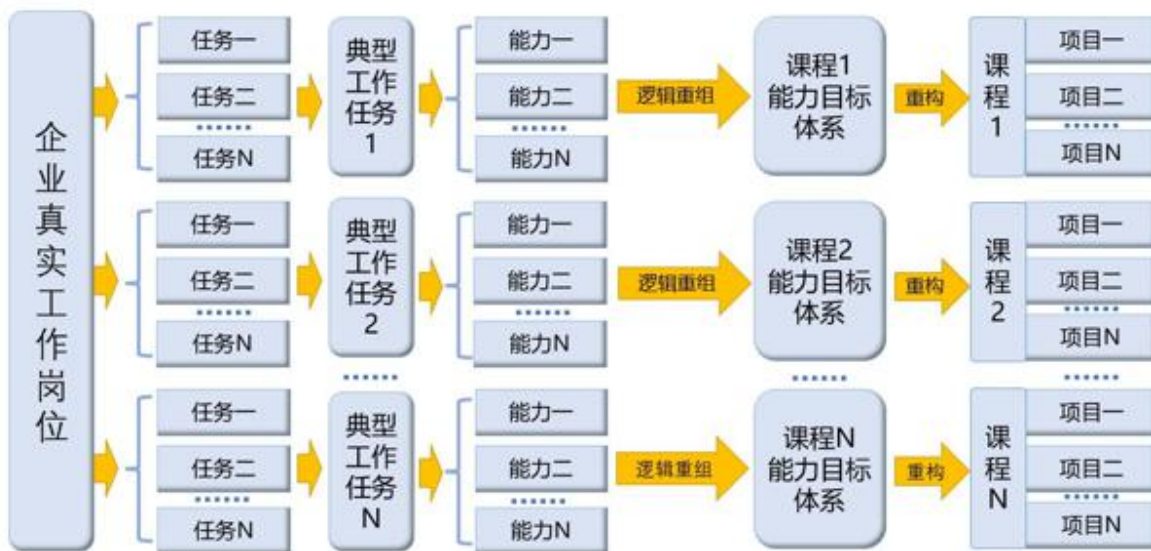 企业真实工作岗位
任务一
任务二
......
任务N
典型
工作
任务
1
能力一
能力二
......
能力N
逻辑重组
课程1
能力目标
体系
重构
课程1
项目一
项目二
......
项目N
任务一
任务二
......
任务N
典型
工作
任务
2
能力一
能力二
......
能力N
逻辑重组
课程2
能力目标
体系
重构
课程2
项目一
项目二
......
项目N
......
......
......
任务一
任务二
......
任务N
典型
工作
任务
N
能力一
能力二
......
能力N
逻辑重组
课程N
能力目标
体系
重构
课程N
项目一
项目二
......
项目N